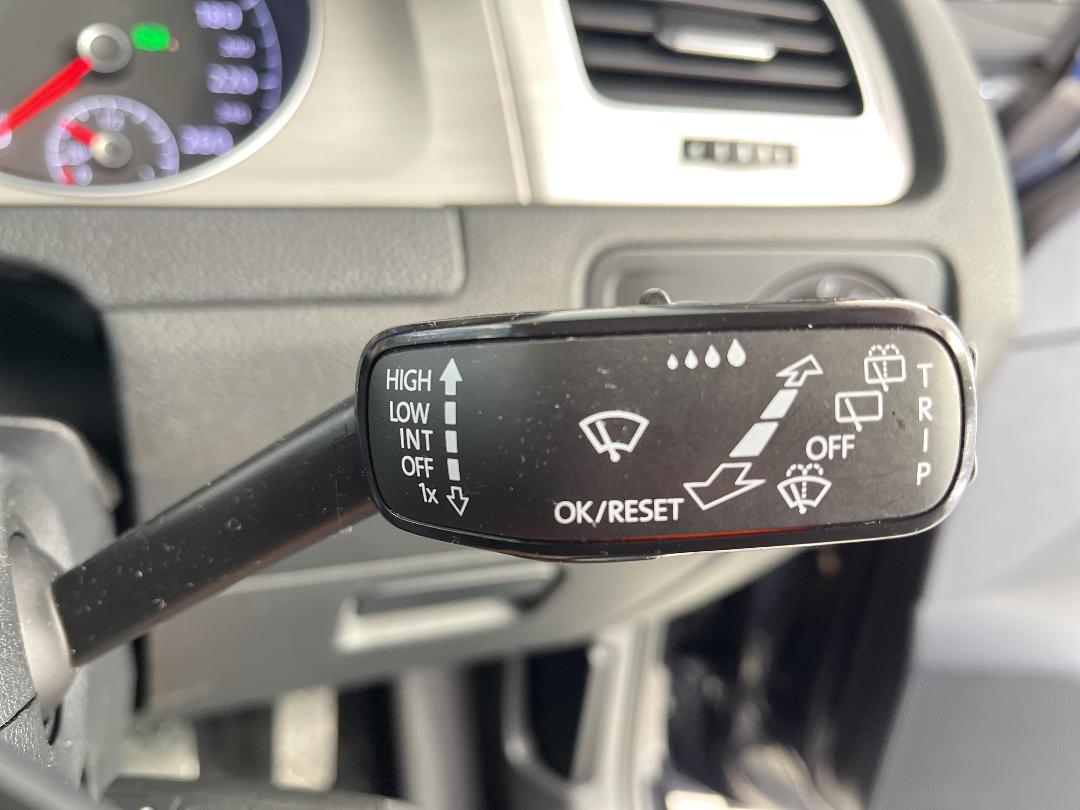 HIGH
LOW
INT
OFF
1x
OK/RESET
OFF
TRIP